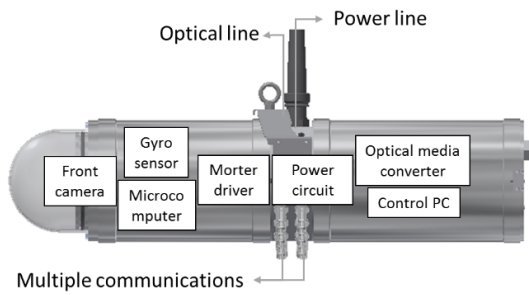 Power line
Optical line
Gyro
sensor
Front
camera
Microco
mputer
Morter
driver
Power
circuit
Optical media
converter
Control PC
Multiple communications